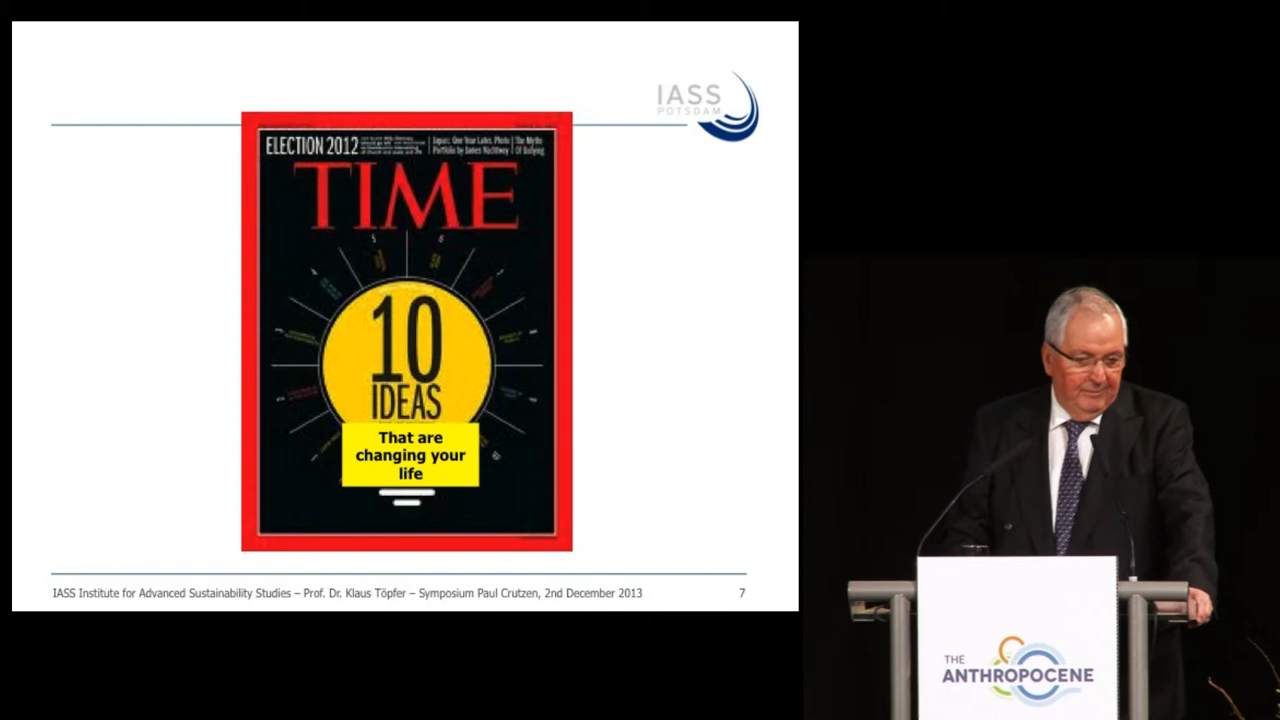 IASS
POTSDAM
ELECTION 2012
Japan: One Year Later, Photo
Portfolio by James Nachtwey
The Myths
Of Bullying
TIME
5
6
10
IDEAS
That are
changing your
life
IASS Institute for Advanced Sustainability Studies – Prof. Dr. Klaus Töpfer – Symposium Paul Crutzen, 2nd December 2013
7
THE
ANTHROPOCENE